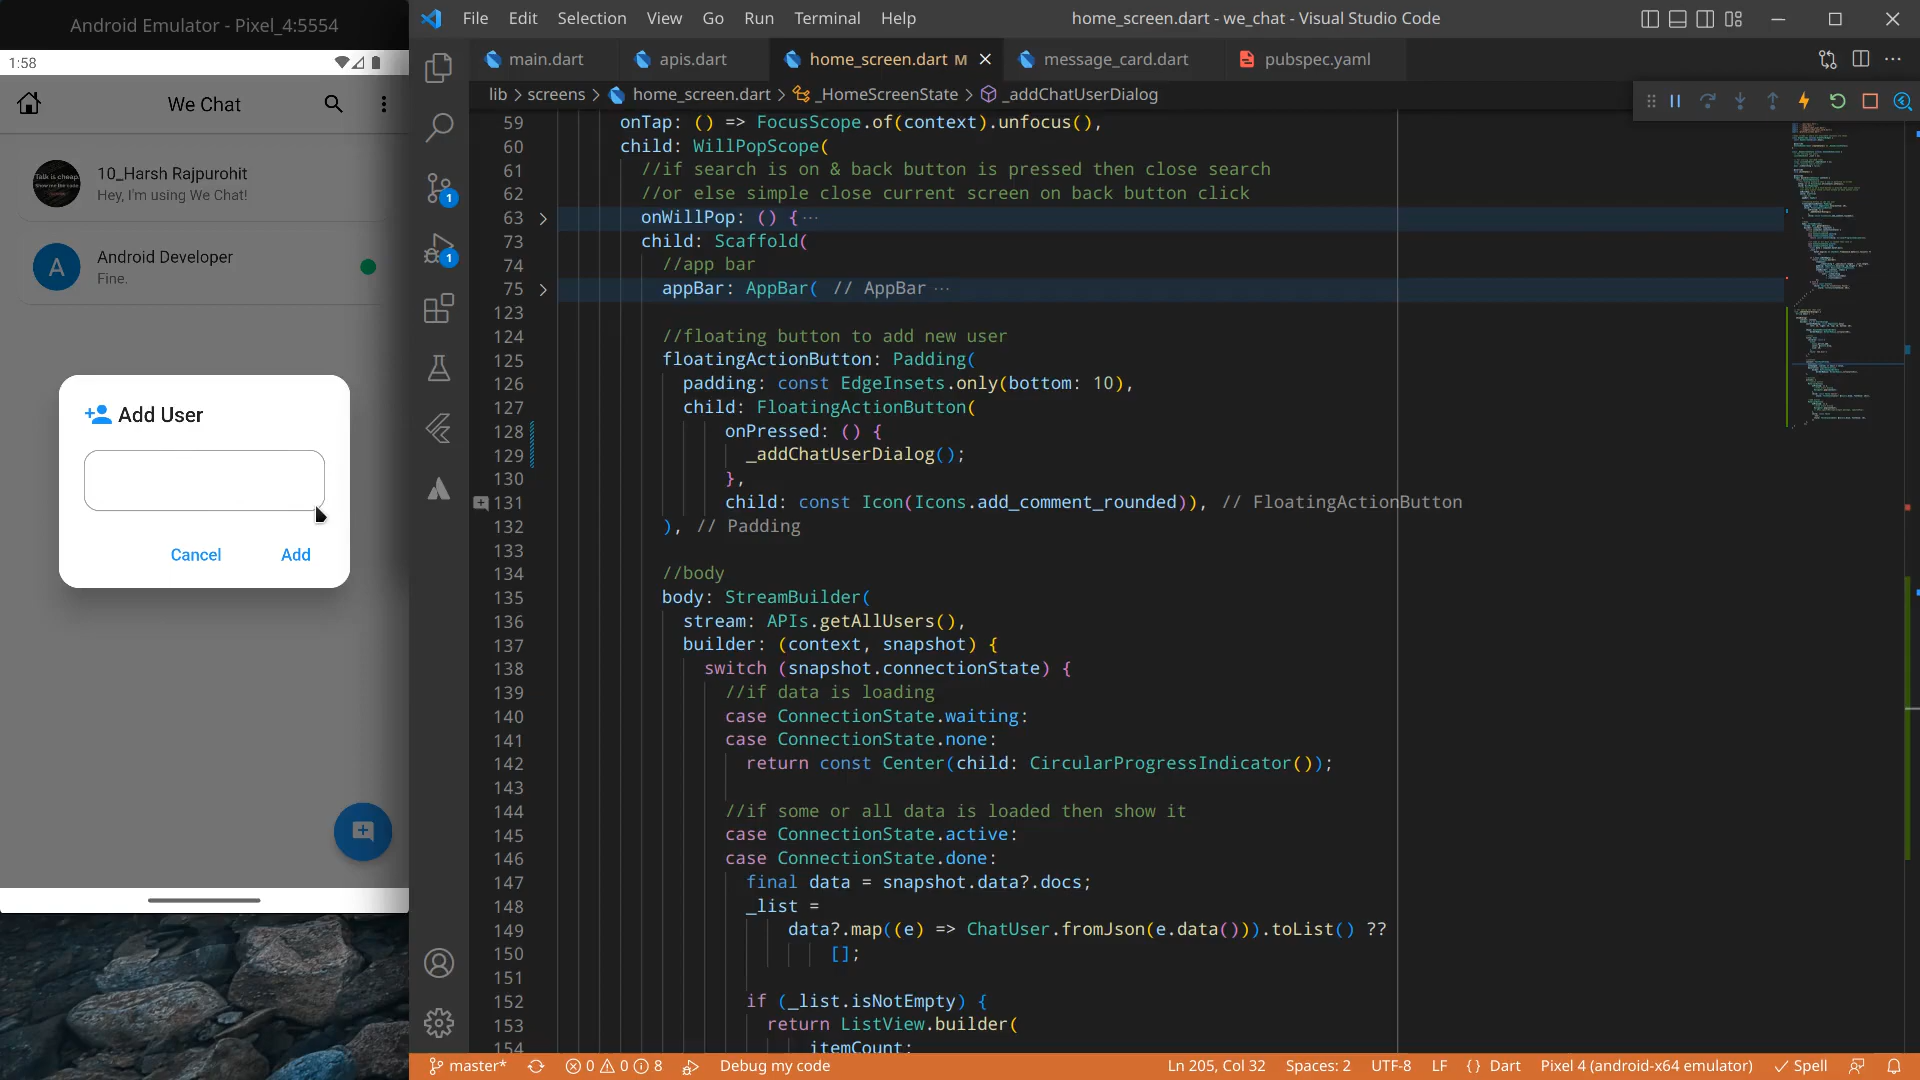 Android Emulator - Pixel_4:5554
1:58
We Chat
10_Harsh Rajpurohit
Hey, I'm using We Chat!
A
Android Developer
Fine.
Add User
Cancel
Add
File Edit Selection View Go Run Terminal Help
home_screen.dart - we_chat - Visual Studio Code
main.dart
apis.dart
home_screen.dart M
message_card.dart
pubspec.yaml
lib > screens > home_screen.dart > _HomeScreenState > _addChatUserDialog
1
1
59 onTap: () => FocusScope.of(context).unfocus(),
60 child: WillPopScope(
61 //if search is on & back button is pressed then close search
62 //or else simple close current screen on back button click
63 onWillPop: () { ···
73 child: Scaffold(
74 //app bar
75 appBar: AppBar( // AppBar ···
123
124 //floating button to add new user
125 floatingActionButton: Padding(
126 padding: const EdgeInsets.only(bottom: 10),
127 child: FloatingActionButton(
128 onPressed: () {
129 _addChatUserDialog();
130 },
131 child: const Icon(Icons.add_comment_rounded)), // FloatingActionButton
132 ), // Padding
133
134 //body
135 body: StreamBuilder(
136 stream: APIs.getAllUsers(),
137 builder: (context, snapshot) {
138 switch (snapshot.connectionState) {
139 //if data is loading
140 case ConnectionState.waiting:
141 case ConnectionState.none:
142 return const Center(child: CircularProgressIndicator());
143
144 //if some or all data is loaded then show it
145 case ConnectionState.active:
146 case ConnectionState.done:
147 final data = snapshot.data?.docs;
148 _list =
149 data?.map((e) => ChatUser.fromJson(e.data())).toList() ??
150 [];
151
152 if (_list.isNotEmpty) {
153 return ListView.builder(
154 itemCount:
master* 0 0 8 Debug my code Ln 205, Col 32 Spaces: 2 UTF-8 LF {} Dart Pixel 4 (android-x64 emulator) Spell